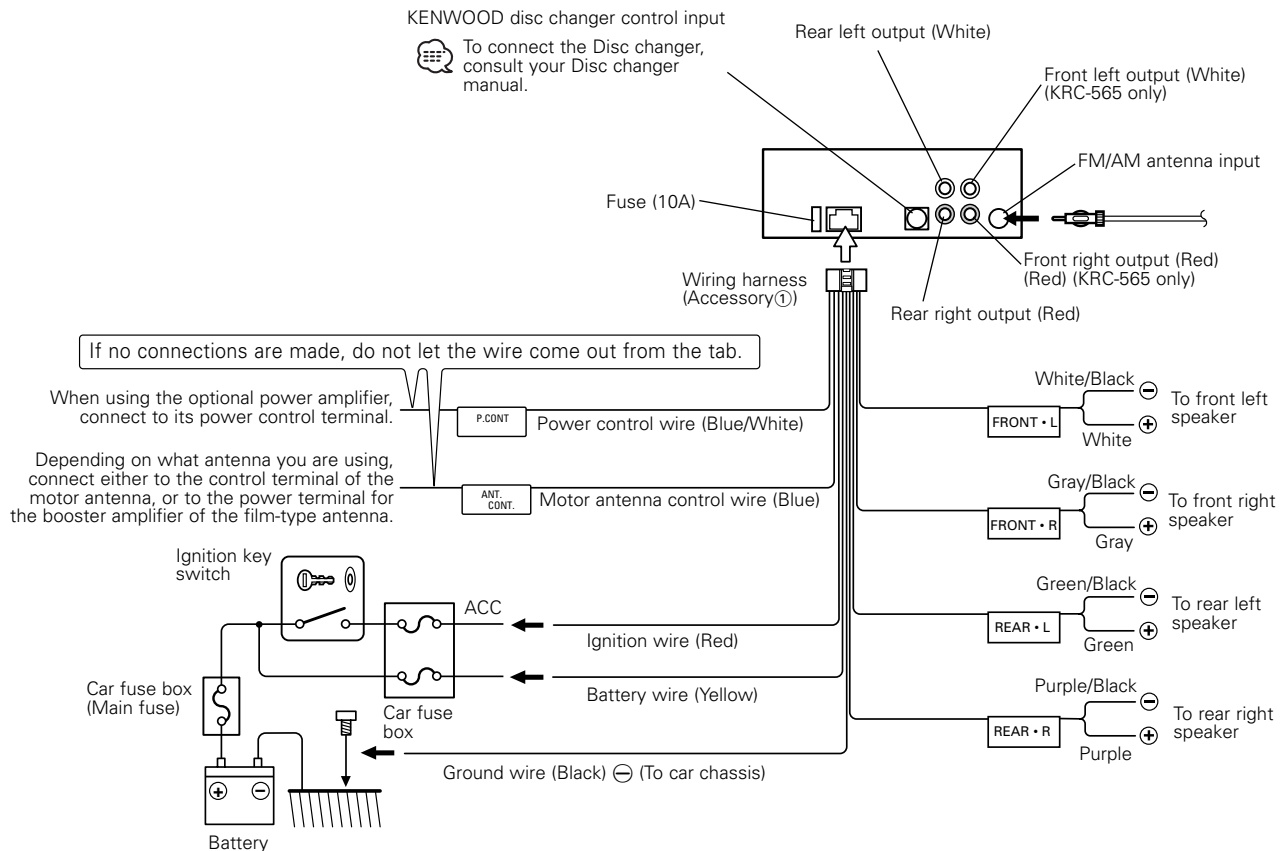 KENWOOD disc changer control input
To connect the Disc changer,
consult your Disc changer
manual.
Rear left output (White)
Front left output (White)
(KRC-565 only)
FM/AM antenna input
Fuse (10A)
Front right output (Red)
(Red) (KRC-565 only)
Rear right output (Red)
Wiring harness
(Accessory①)
If no connections are made, do not let the wire come out from the tab.
When using the optional power amplifier,
connect to its power control terminal.
P.CONT
Power control wire (Blue/White)
Depending on what antenna you are using,
connect either to the control terminal of the
motor antenna, or to the power terminal for
the booster amplifier of the film-type antenna.
ANT.
CONT.
Motor antenna control wire (Blue)
White/Black
⊖
FRONT • L
White
⊕
To front left
speaker
Gray/Black
⊖
FRONT • R
Gray
⊕
To front right
speaker
Green/Black
⊖
REAR • L
Green
⊕
To rear left
speaker
Purple/Black
⊖
REAR • R
Purple
⊕
To rear right
speaker
Ignition key
switch
ACC
Ignition wire (Red)
Battery wire (Yellow)
Car fuse box
(Main fuse)
Car fuse
box
Ground wire (Black) ⊖ (To car chassis)
⊕ ⊖
Battery